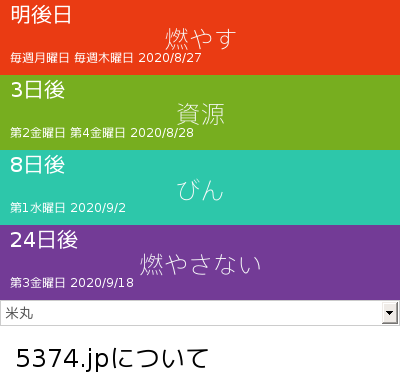 明後日
燃やす
毎週月曜日 毎週木曜日 2020/8/27
3日後
資源
第2金曜日 第4金曜日 2020/8/28
8日後
びん
第1水曜日 2020/9/2
24日後
燃やさない
第3金曜日 2020/9/18
米丸
5374.jpについて